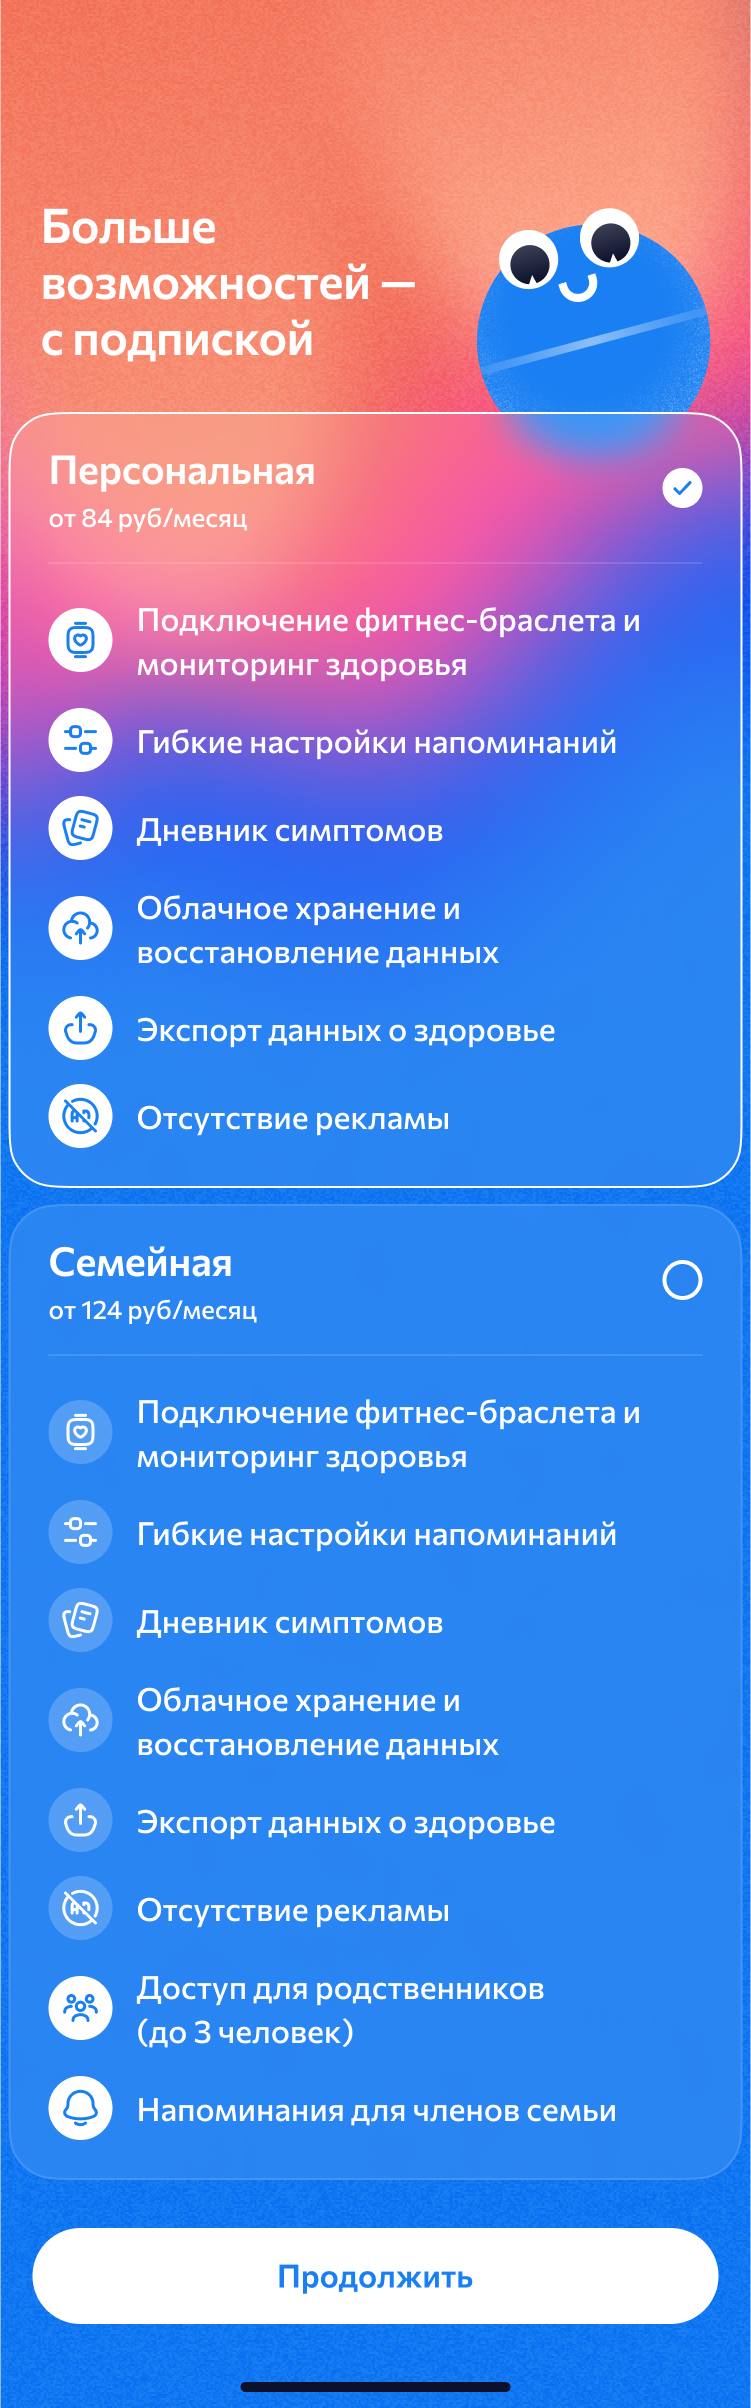 Больше
возможностей —
с подпиской
Персональная
от 84 руб/месяц
Подключение фитнес-браслета и
мониторинг здоровья
Гибкие настройки напоминаний
Дневник симптомов
Облачное хранение и
восстановление данных
Экспорт данных о здоровье
Отсутствие рекламы
Семейная
от 124 руб/месяц
Подключение фитнес-браслета и
мониторинг здоровья
Гибкие настройки напоминаний
Дневник симптомов
Облачное хранение и
восстановление данных
Экспорт данных о здоровье
Отсутствие рекламы
Доступ для родственников
(до 3 человек)
Напоминания для членов семьи
Продолжить